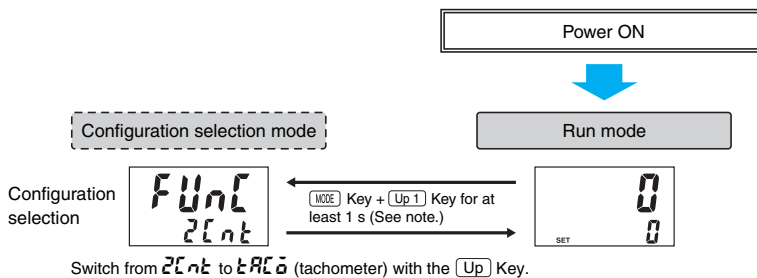 Power ON
Configuration selection mode
Run mode
Configuration selection
FUnC
2Cnt
MODE Key + Up 1 Key for at
least 1 s (See note.)
0
SET 0
Switch from 2Cnt to tACo (tachometer) with the Up Key.